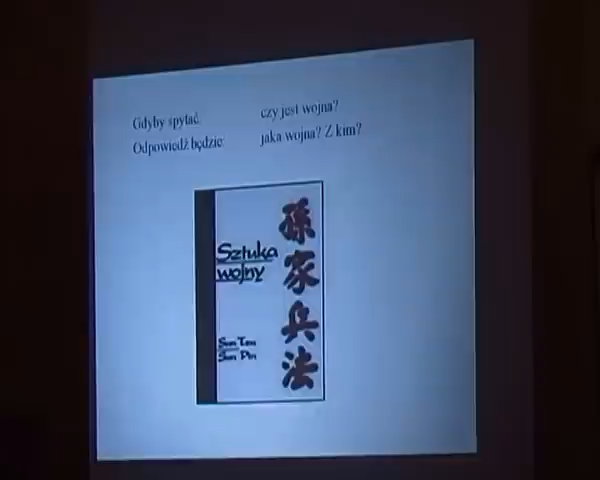 Gdyby spytać czy jest wojna?
Odpowiedź będzie: jaka wojna? Z kim?
Sztuka
wojny
孫家兵法
Sun Tzu
Sun Pin